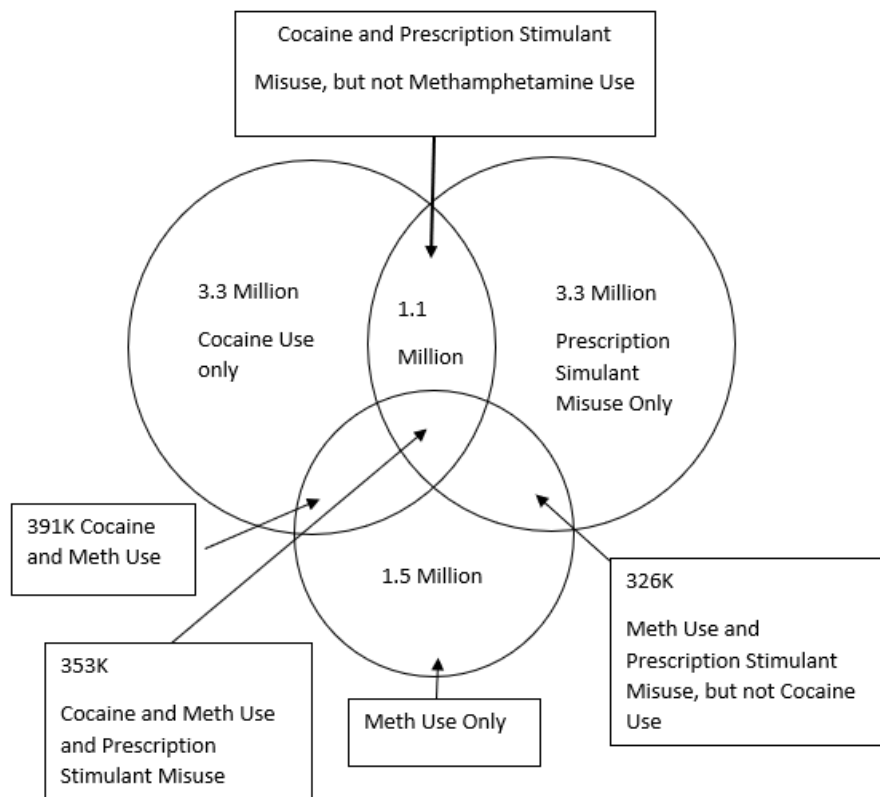 Cocaine and Prescription Stimulant
Misuse, but not Methamphetamine Use
3.3 Million
Cocaine Use
only
1.1
Million
3.3 Million
Prescription
Simulant
Misuse Only
391K Cocaine
and Meth Use
1.5 Million
353K
Cocaine and Meth Use
and Prescription
Stimulant Misuse
Meth Use Only
326K
Meth Use and
Prescription Stimulant
Misuse, but not Cocaine
Use